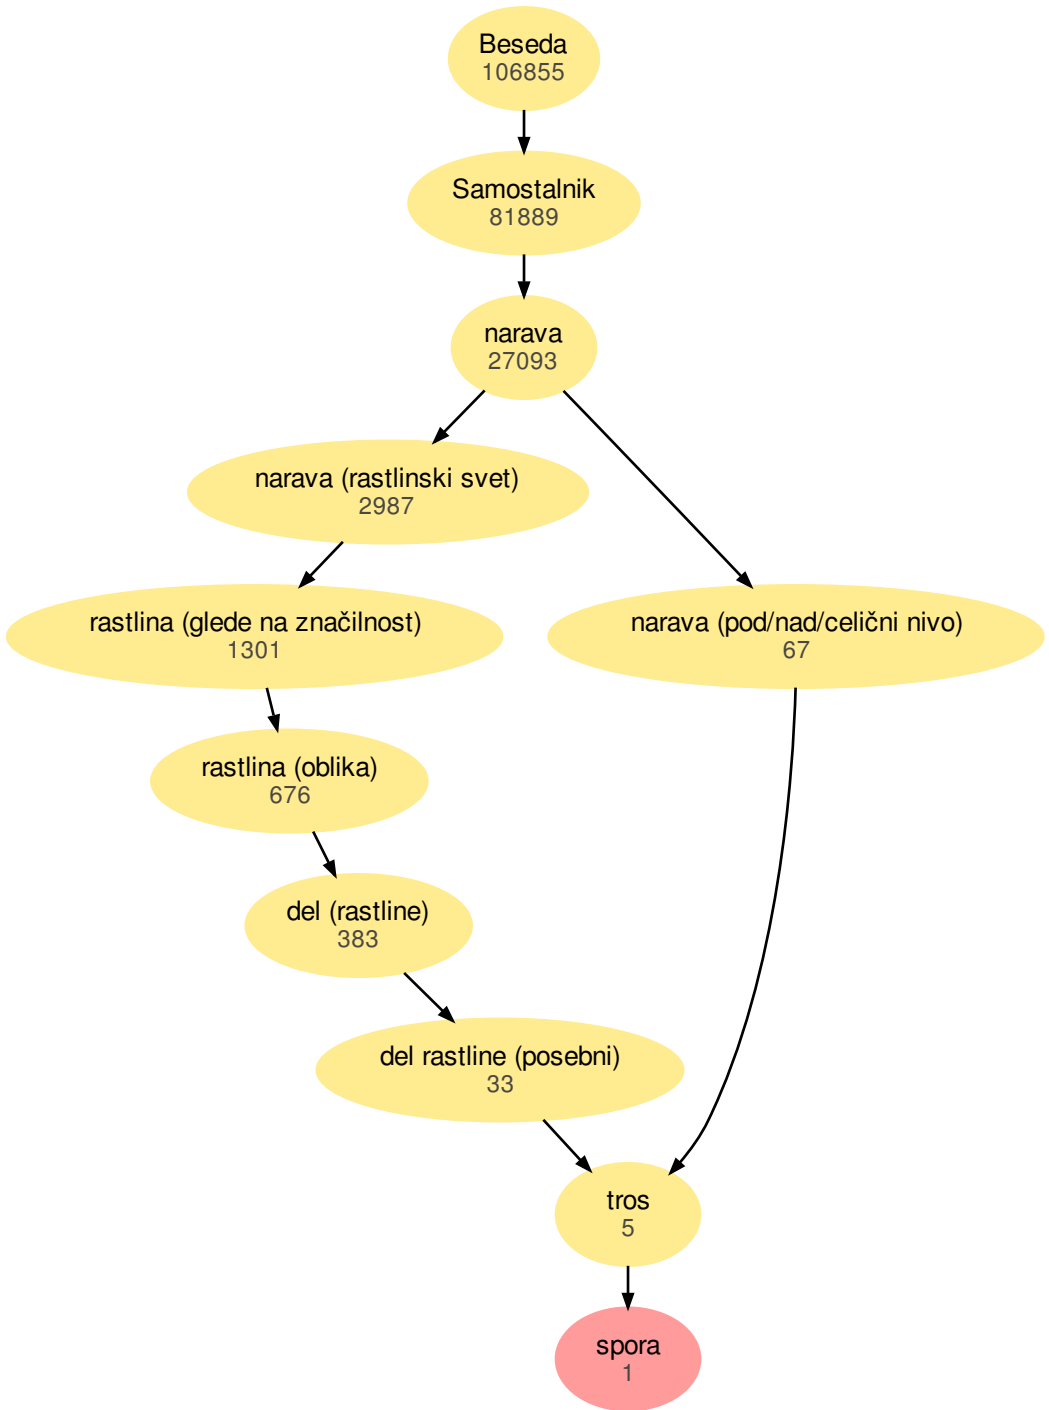 Beseda
106855
Samostalnik
81889
narava
27093
narava (rastlinski svet)
2987
rastlina (glede na značilnost)
1301
narava (pod/nad/celični nivo)
67
rastlina (oblika)
676
del (rastline)
383
del rastline (posebni)
33
tros
5
spora
1